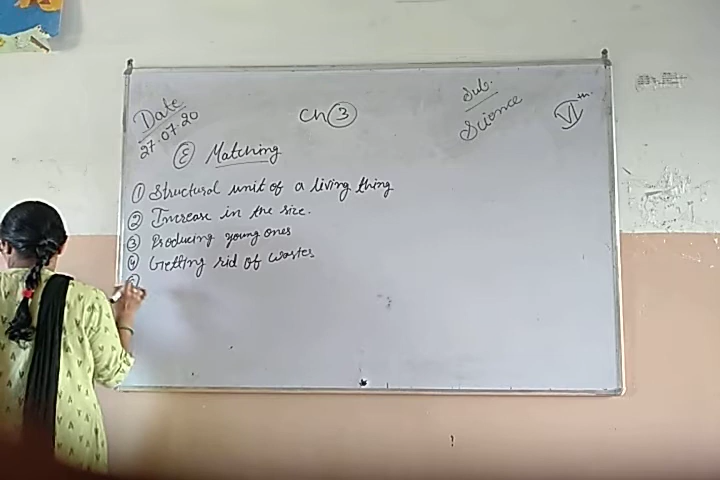 Date
27.07.20
Ch ③
Sub.
Science
VI th
Ⓔ Matching
① Structural unit of a living thing
② Increase in the size.
③ Producing young ones
④ Getting rid of wastes
⑤